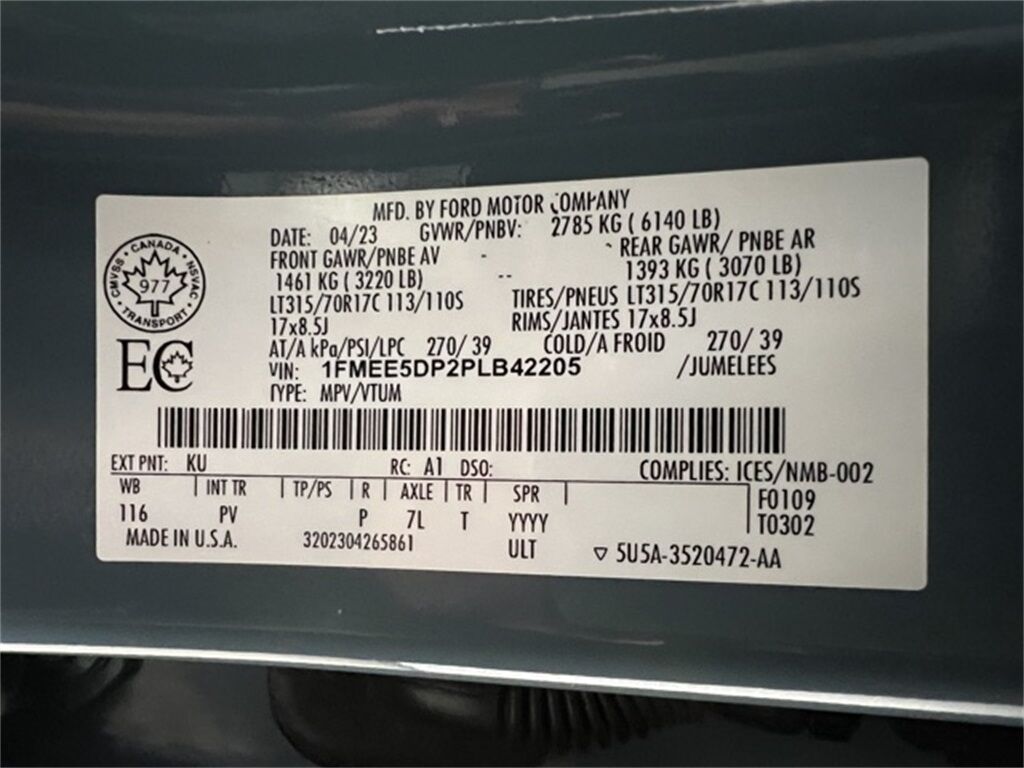 MFD. BY FORD MOTOR COMPANY
DATE: 04/23 GVWR/PNBV: 2785 KG ( 6140 LB)
FRONT GAWR/PNBE AV REAR GAWR/ PNBE AR
1461 KG ( 3220 LB) 1393 KG ( 3070 LB)
LT315/70R17C 113/110S TIRES/PNEUS LT315/70R17C 113/110S
17x8.5J RIMS/JANTES 17x8.5J
AT/A kPa/PSI/LPC 270/ 39 COLD/A FROID 270/ 39
VIN: 1FMEE5DP2PLB42205 /JUMELEES
TYPE: MPV/VTUM
CANADA
CMVSS • NSVAC
977
TRANSPORT
EC
EXT PNT: KU RC: A1 DSO: COMPLIES: ICES/NMB-002
WB | INT TR | TP/PS | R | AXLE | TR | SPR | F0109
116 PV P 7L T YYYY T0302
MADE IN U.S.A. 3202304265861 ULT ▽ 5U5A-3520472-AA